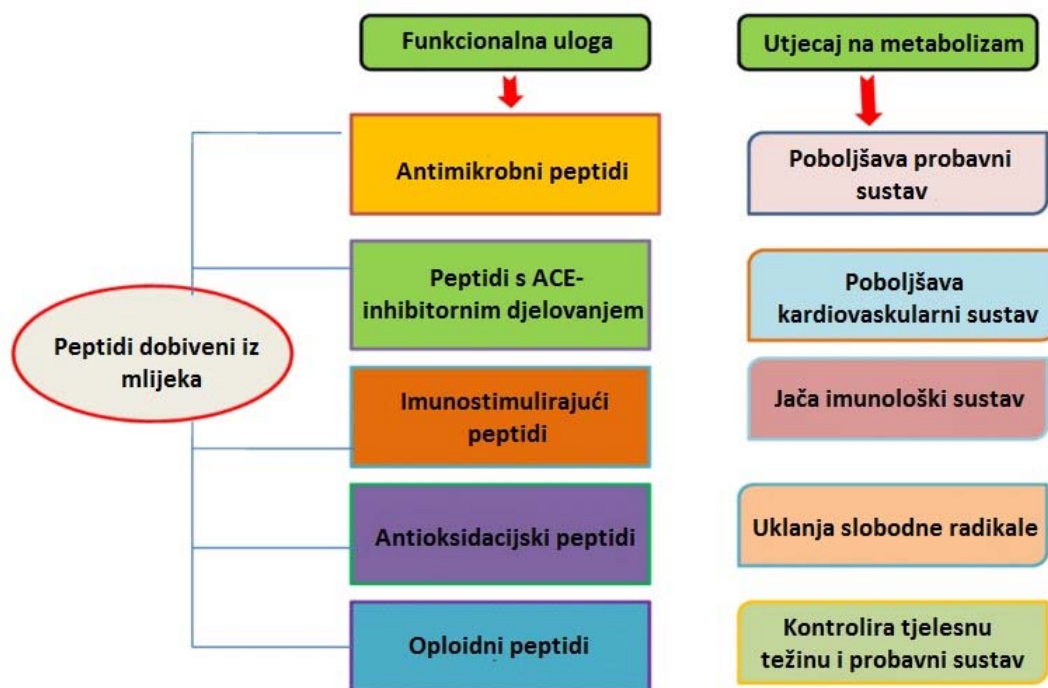 Funkcionalna uloga
Utjecaj na metabolizam
Antimikrobni peptidi
Poboljšava probavni
sustav
Peptidi s ACE-
inhibitornim djelovanjem
Poboljšava
kardiovaskularni sustav
Peptidi dobiveni iz
mlijeka
Imunostimulirajući
peptidi
Jača imunološki sustav
Antioksidacijski peptidi
Uklanja slobodne radikale
Oploidni peptidi
Kontrolira tjelesnu
težinu i probavni sustav